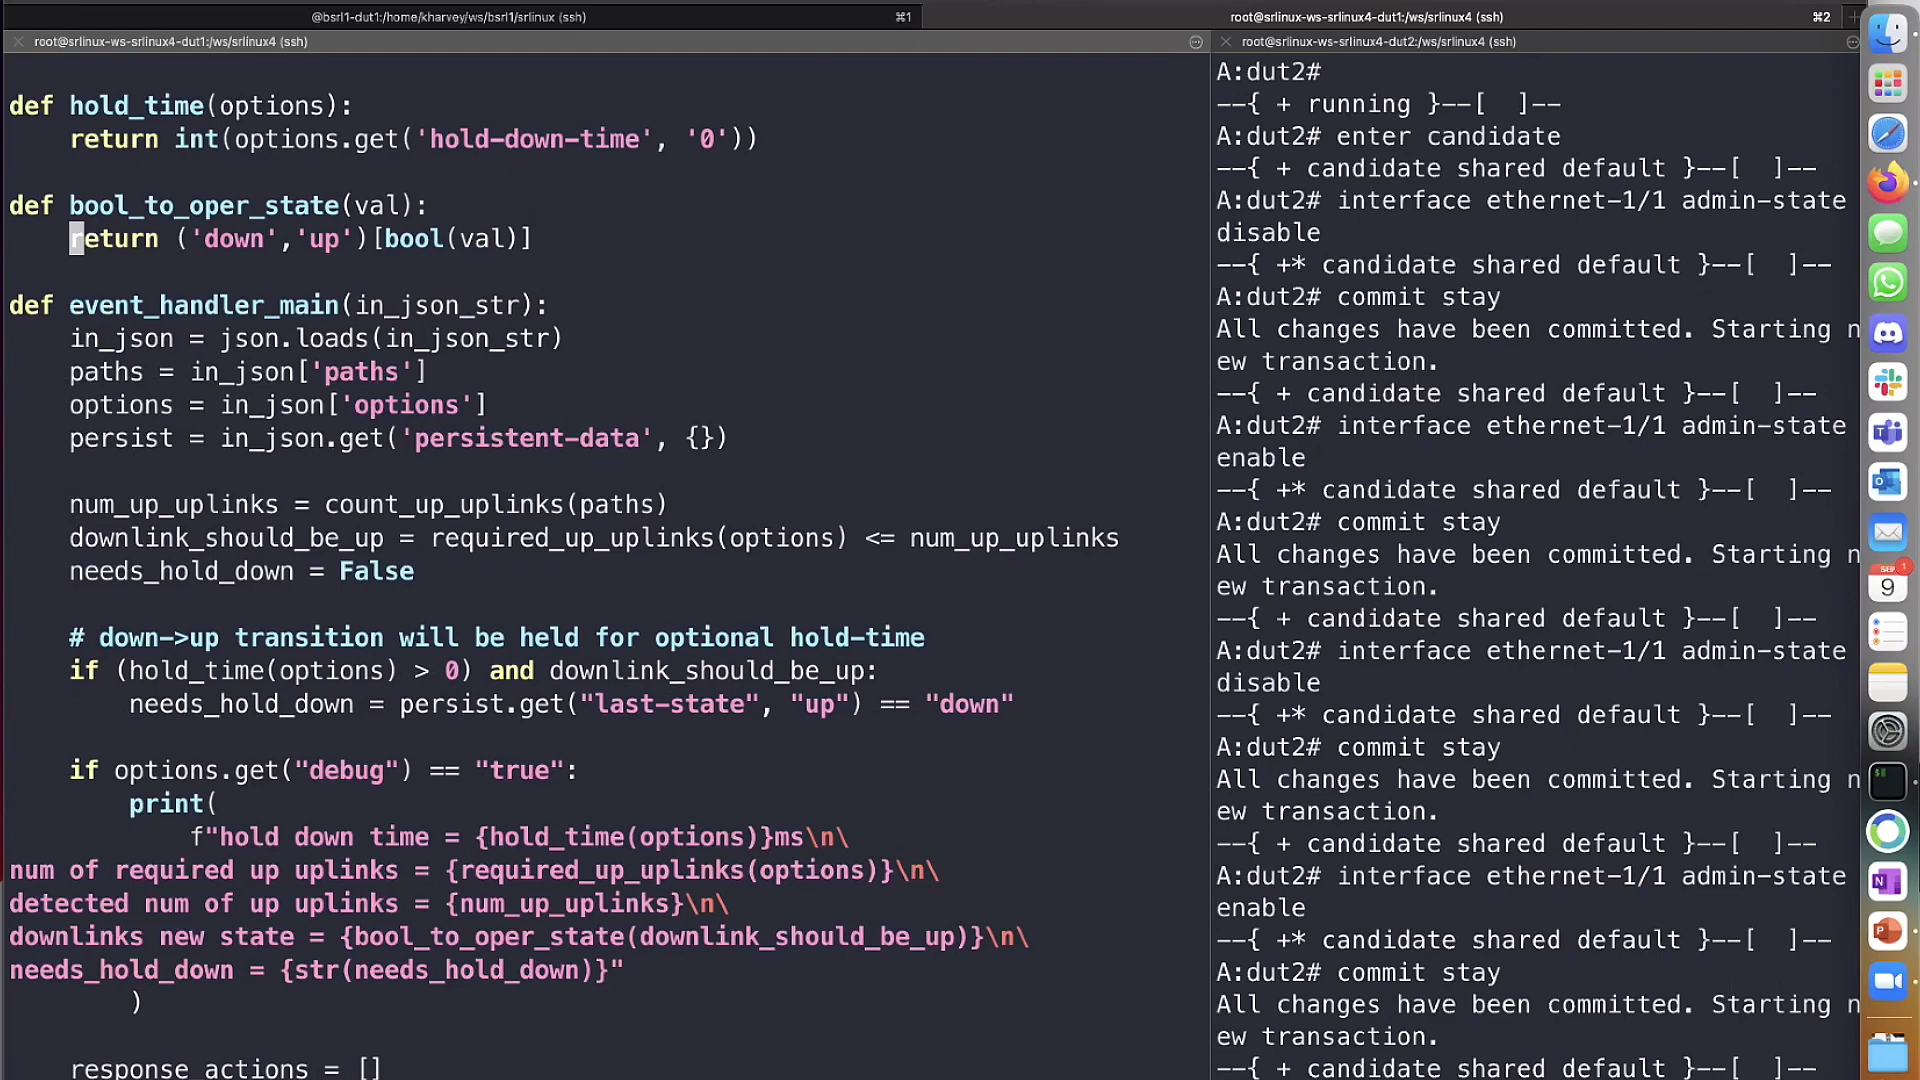 @bsrl1-dut1:/home/kharvey/ws/bsrl1/srlinux (ssh) ⌘1
root@srlinux-ws-srlinux4-dut1:/ws/srlinux4 (ssh) ⌘2
root@srlinux-ws-srlinux4-dut1:/ws/srlinux4 (ssh)
def hold_time(options):
    return int(options.get('hold-down-time', '0'))
def bool_to_oper_state(val):
    return ('down','up')[bool(val)]
def event_handler_main(in_json_str):
    in_json = json.loads(in_json_str)
    paths = in_json['paths']
    options = in_json['options']
    persist = in_json.get('persistent-data', {})
    num_up_uplinks = count_up_uplinks(paths)
    downlink_should_be_up = required_up_uplinks(options) <= num_up_uplinks
    needs_hold_down = False
    # down->up transition will be held for optional hold-time
    if (hold_time(options) > 0) and downlink_should_be_up:
        needs_hold_down = persist.get("last-state", "up") == "down"
    if options.get("debug") == "true":
        print(
            f"hold down time = {hold_time(options)}ms\n\
num of required up uplinks = {required_up_uplinks(options)}\n\
detected num of up uplinks = {num_up_uplinks}\n\
downlinks new state = {bool_to_oper_state(downlink_should_be_up)}\n\
needs_hold_down = {str(needs_hold_down)}"
        )
    response_actions = []
root@srlinux-ws-srlinux4-dut2:/ws/srlinux4 (ssh)
A:dut2#
--{ + running }--[  ]--
A:dut2# enter candidate
--{ + candidate shared default }--[  ]--
A:dut2# interface ethernet-1/1 admin-state
disable
--{ +* candidate shared default }--[  ]--
A:dut2# commit stay
All changes have been committed. Starting n
ew transaction.
--{ + candidate shared default }--[  ]--
A:dut2# interface ethernet-1/1 admin-state
enable
--{ +* candidate shared default }--[  ]--
A:dut2# commit stay
All changes have been committed. Starting n
ew transaction.
--{ + candidate shared default }--[  ]--
A:dut2# interface ethernet-1/1 admin-state
disable
--{ +* candidate shared default }--[  ]--
A:dut2# commit stay
All changes have been committed. Starting n
ew transaction.
--{ + candidate shared default }--[  ]--
A:dut2# interface ethernet-1/1 admin-state
enable
--{ +* candidate shared default }--[  ]--
A:dut2# commit stay
All changes have been committed. Starting n
ew transaction.
--{ + candidate shared default }--[  ]--
SEP
1
9
$
T
O
N
P